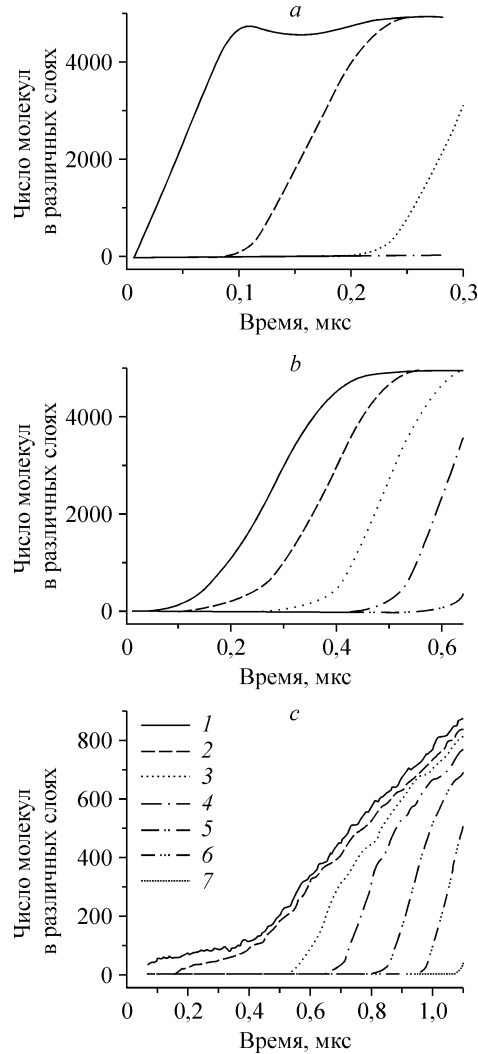 a
Число молекул
в различных слоях
4000
2000
0
0
0,1
0,2
0,3
Время, мкс
b
Число молекул
в различных слоях
4000
2000
0
0
0,2
0,4
0,6
Время, мкс
c
Число молекул
в различных слоях
800
600
400
200
0
1
2
3
4
5
6
7
0
0,2
0,4
0,6
0,8
1,0
Время, мкс